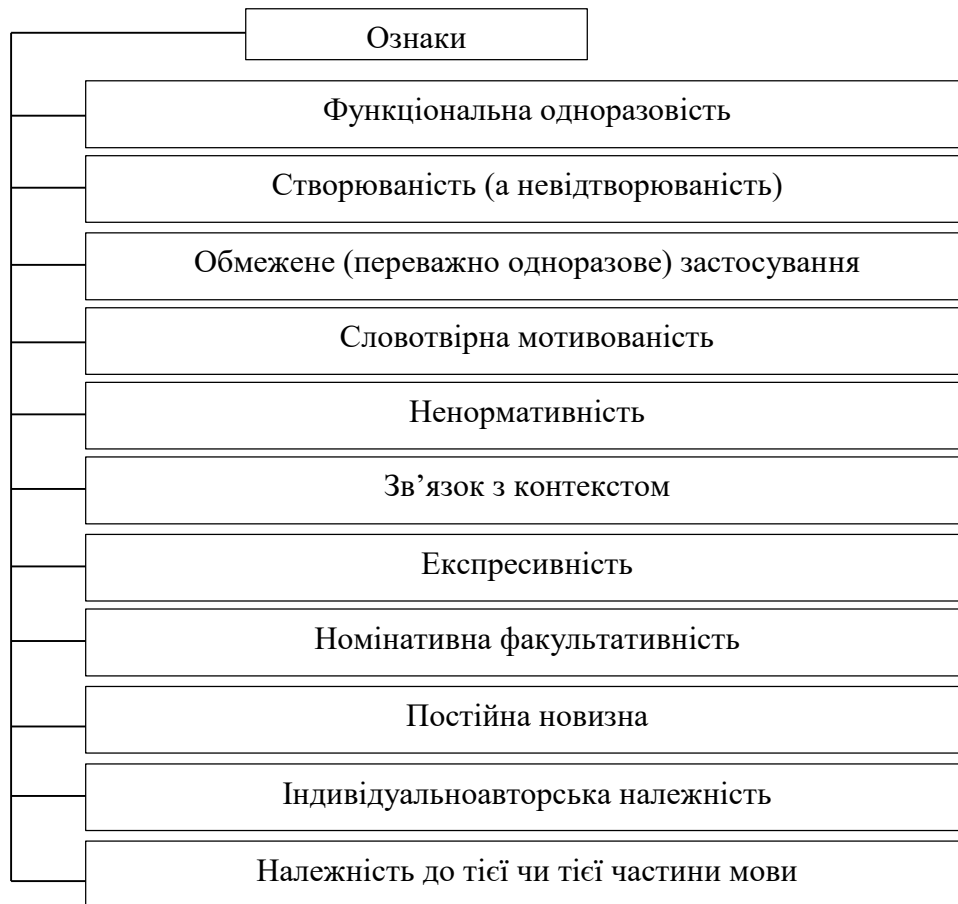 Ознаки
Функціональна одноразовість
Створюваність (а невідтворюваність)
Обмежене (переважно одноразове) застосування
Словотвірна мотивованість
Ненормативність
Зв’язок з контекстом
Експресивність
Номінативна факультативність
Постійна новизна
Індивідуальноавторська належність
Належність до тієї чи тієї частини мови